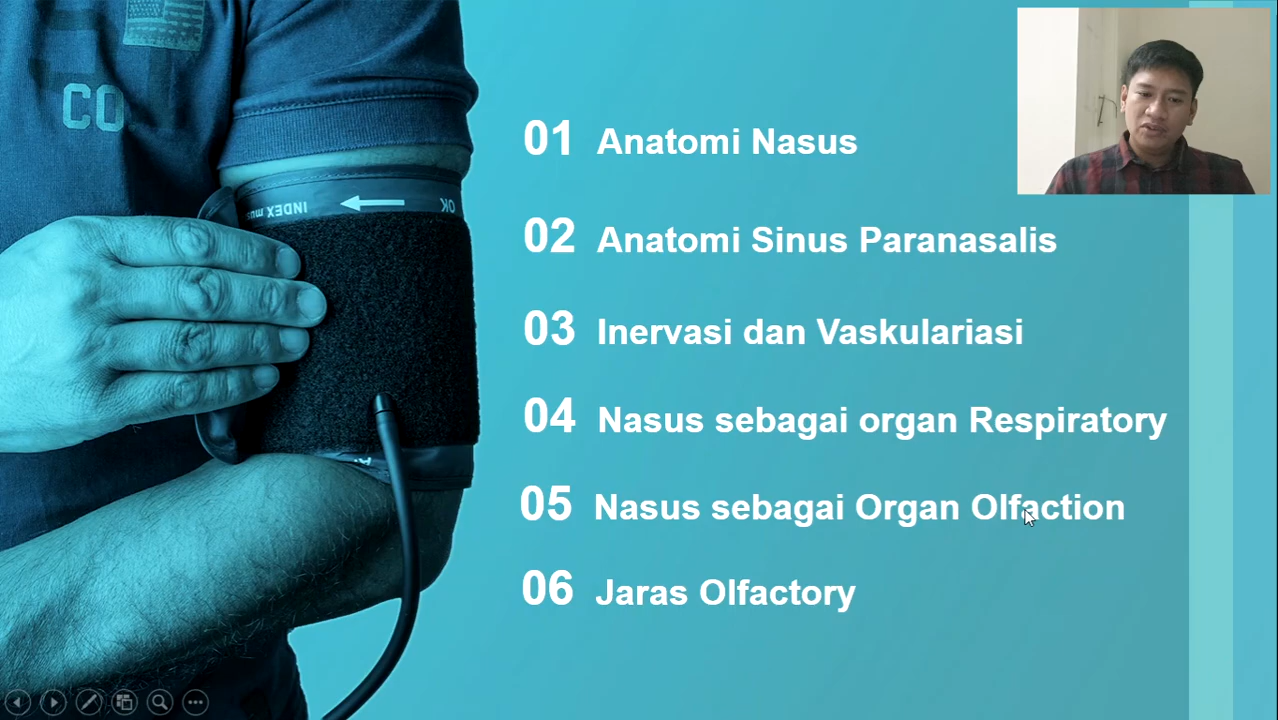 CO
INDEX
OK
01 Anatomi Nasus
02 Anatomi Sinus Paranasalis
03 Inervasi dan Vaskulariasi
04 Nasus sebagai organ Respiratory
05 Nasus sebagai Organ Olfaction
06 Jaras Olfactory